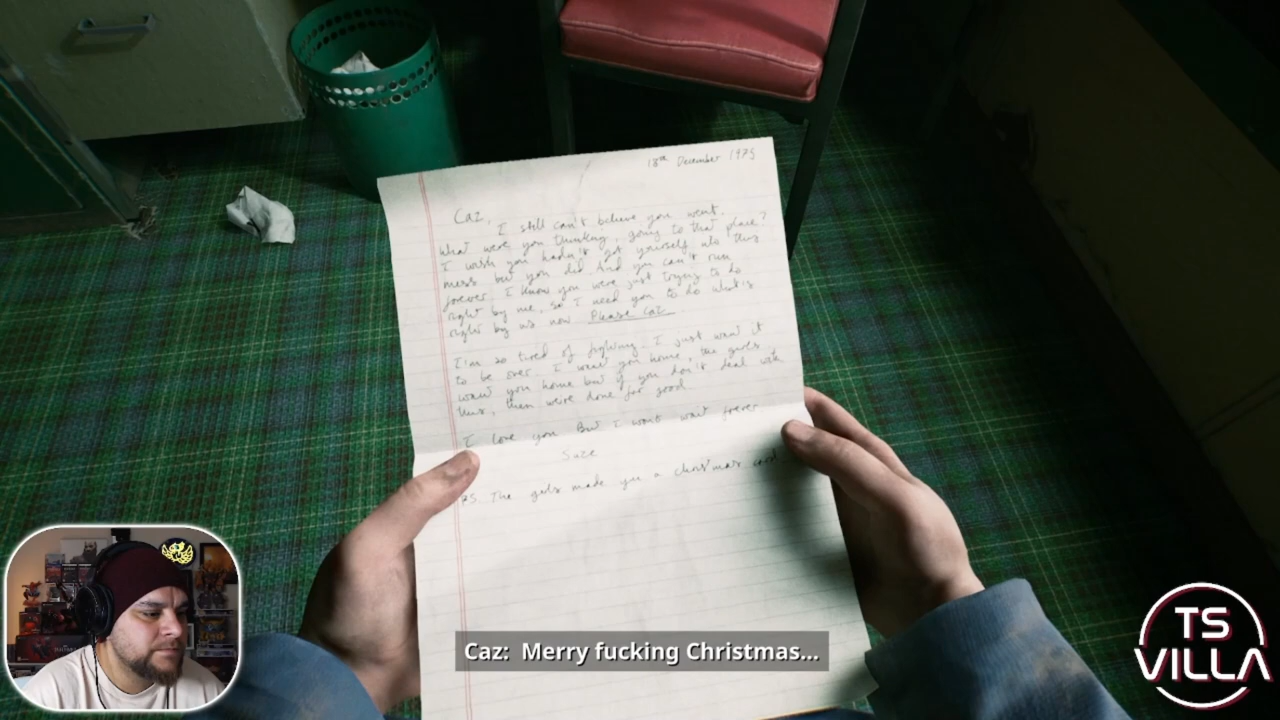 18th December 1975
Caz,
I still can't believe you went.
What were you thinking, going to that place?
I wish you hadn't got yourself into this
mess but you did. And you can't run
forever. I know you were just trying to do
right by me, so I need you to do what's
right by us now. Please Caz.
I'm so tired of fighting. I just want it
to be over. I want you home, the girls
want you home but if you don't deal with
this, then we're done for good.
I love you. But I won't wait forever
Suze
PS. The girls made you a christmas card
Caz:  Merry fucking Christmas...
TS
VILLA